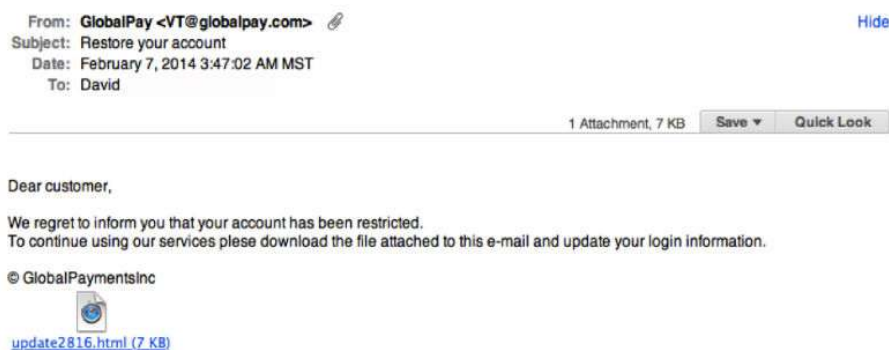 From: GlobalPay <VT@globalpay.com>
Hide
Subject: Restore your account
Date: February 7, 2014 3:47:02 AM MST
To: David
1 Attachment, 7 KB Save ▼ Quick Look
Dear customer,
We regret to inform you that your account has been restricted.
To continue using our services plese download the file attached to this e-mail and update your login information.
© GlobalPaymentsInc
update2816.html (7 KB)